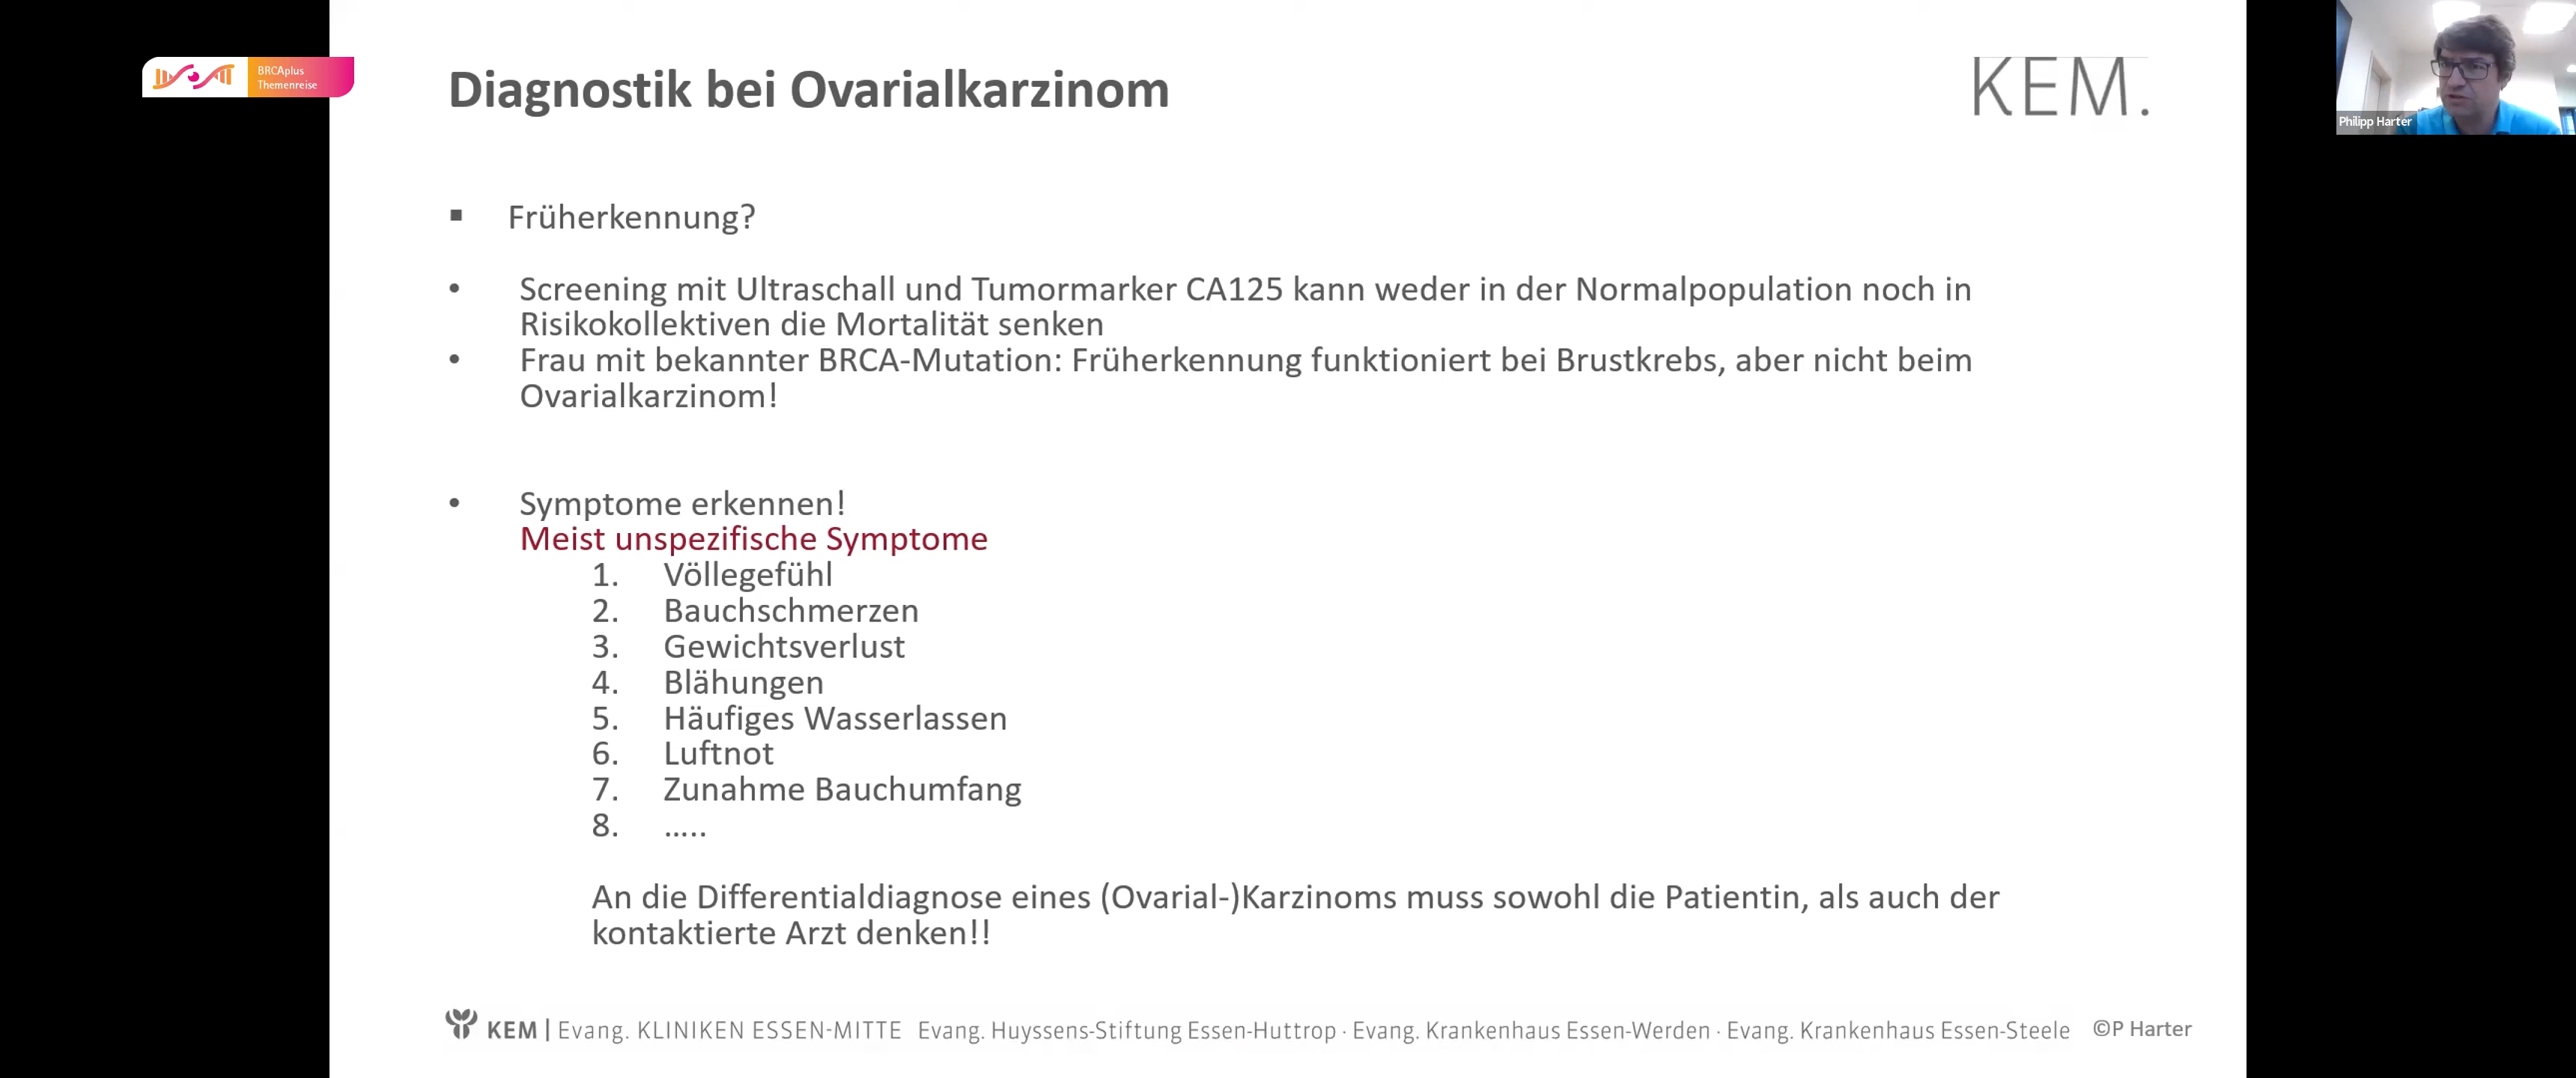 BRCAplus
Themenreise
Diagnostik bei Ovarialkarzinom
KEM.
Philipp Harter
▪ Früherkennung?
• Screening mit Ultraschall und Tumormarker CA125 kann weder in der Normalpopulation noch in
Risikokollektiven die Mortalität senken
• Frau mit bekannter BRCA-Mutation: Früherkennung funktioniert bei Brustkrebs, aber nicht beim
Ovarialkarzinom!
• Symptome erkennen!
Meist unspezifische Symptome
1. Völlegefühl
2. Bauchschmerzen
3. Gewichtsverlust
4. Blähungen
5. Häufiges Wasserlassen
6. Luftnot
7. Zunahme Bauchumfang
8. …..
An die Differentialdiagnose eines (Ovarial-)Karzinoms muss sowohl die Patientin, als auch der
kontaktierte Arzt denken!!
KEM | Evang. KLINIKEN ESSEN-MITTE Evang. Huyssens-Stiftung Essen-Huttrop · Evang. Krankenhaus Essen-Werden · Evang. Krankenhaus Essen-Steele ©P Harter